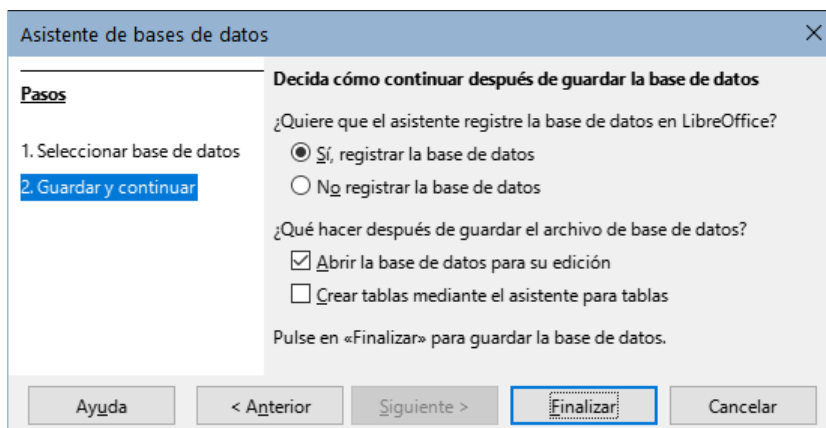 Asistente de bases de datos
Pasos
1. Seleccionar base de datos
2. Guardar y continuar
Decida cómo continuar después de guardar la base de datos
¿Quiere que el asistente registre la base de datos en LibreOffice?
Sí, registrar la base de datos
No registrar la base de datos
¿Qué hacer después de guardar el archivo de base de datos?
Abrir la base de datos para su edición
Crear tablas mediante el asistente para tablas
Pulse en «Finalizar» para guardar la base de datos.
Ayuda
< Anterior
Siguiente >
Finalizar
Cancelar